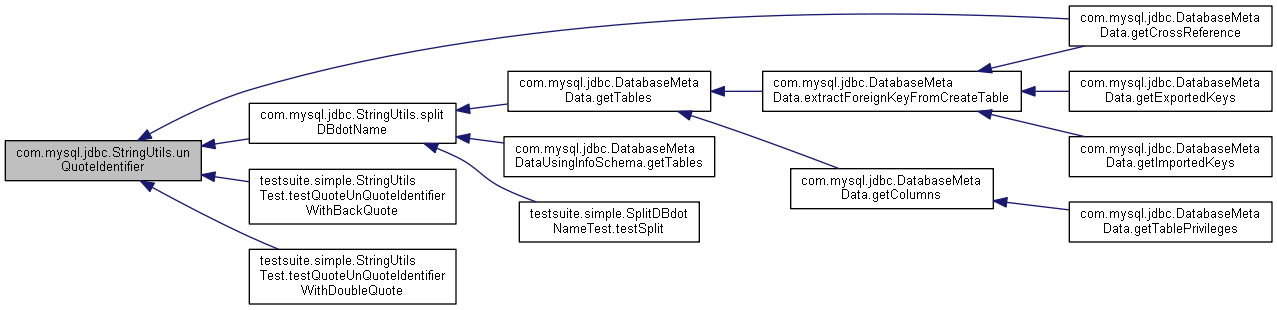 com.mysql.jdbc.StringUtils.un
QuoteIdentifier
com.mysql.jdbc.StringUtils.split
DBdotName
testsuite.simple.StringUtils
Test.testQuoteUnQuoteIdentifier
WithBackQuote
testsuite.simple.StringUtils
Test.testQuoteUnQuoteIdentifier
WithDoubleQuote
com.mysql.jdbc.DatabaseMeta
Data.getTables
com.mysql.jdbc.DatabaseMeta
DataUsingInfoSchema.getTables
testsuite.simple.SplitDBdot
NameTest.testSplit
com.mysql.jdbc.DatabaseMeta
Data.extractForeignKeyFromCreateTable
com.mysql.jdbc.DatabaseMeta
Data.getColumns
com.mysql.jdbc.DatabaseMeta
Data.getCrossReference
com.mysql.jdbc.DatabaseMeta
Data.getExportedKeys
com.mysql.jdbc.DatabaseMeta
Data.getImportedKeys
com.mysql.jdbc.DatabaseMeta
Data.getTablePrivileges